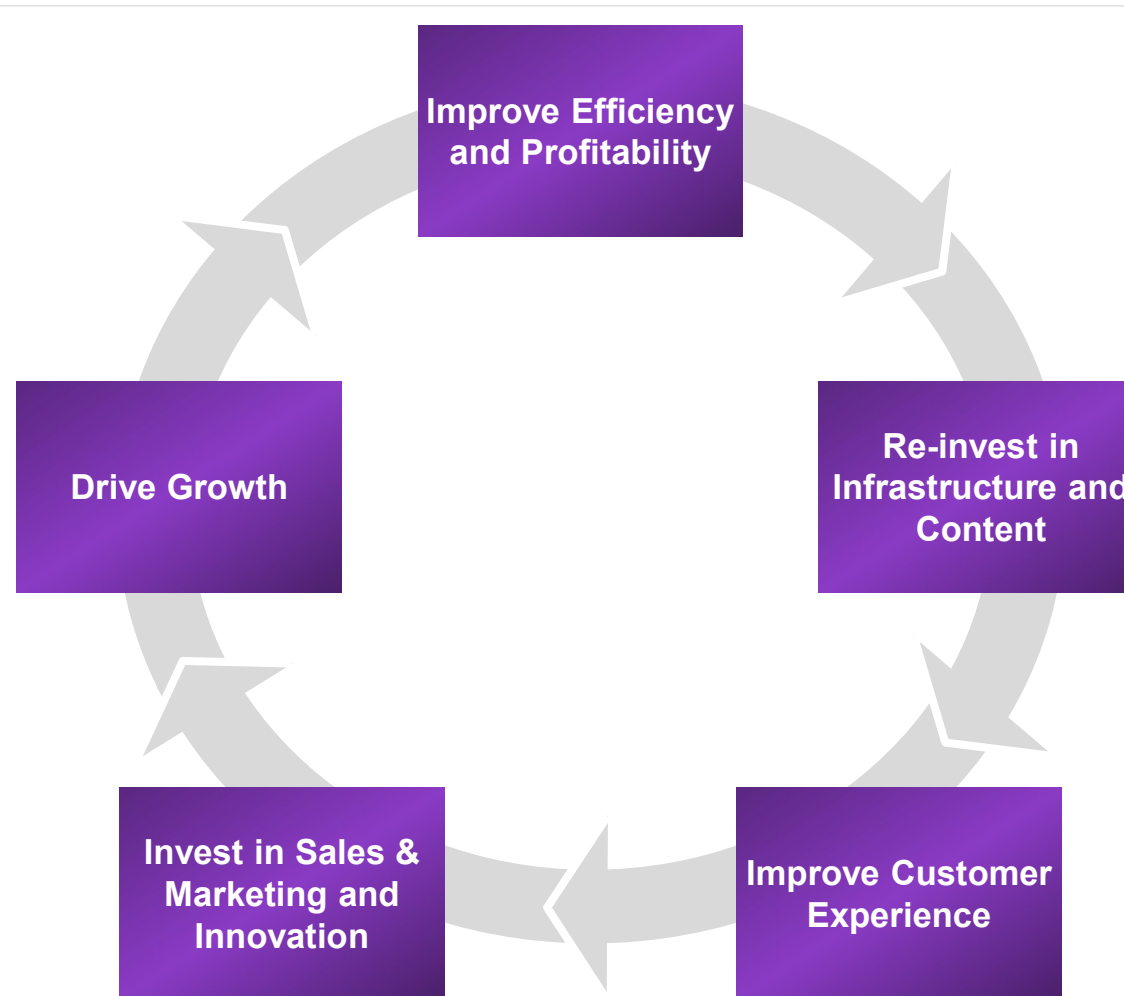 Improve Efficiency
and Profitability
Re-invest in
Infrastructure and
Content
Improve Customer
Experience
Invest in Sales &
Marketing and
Innovation
Drive Growth